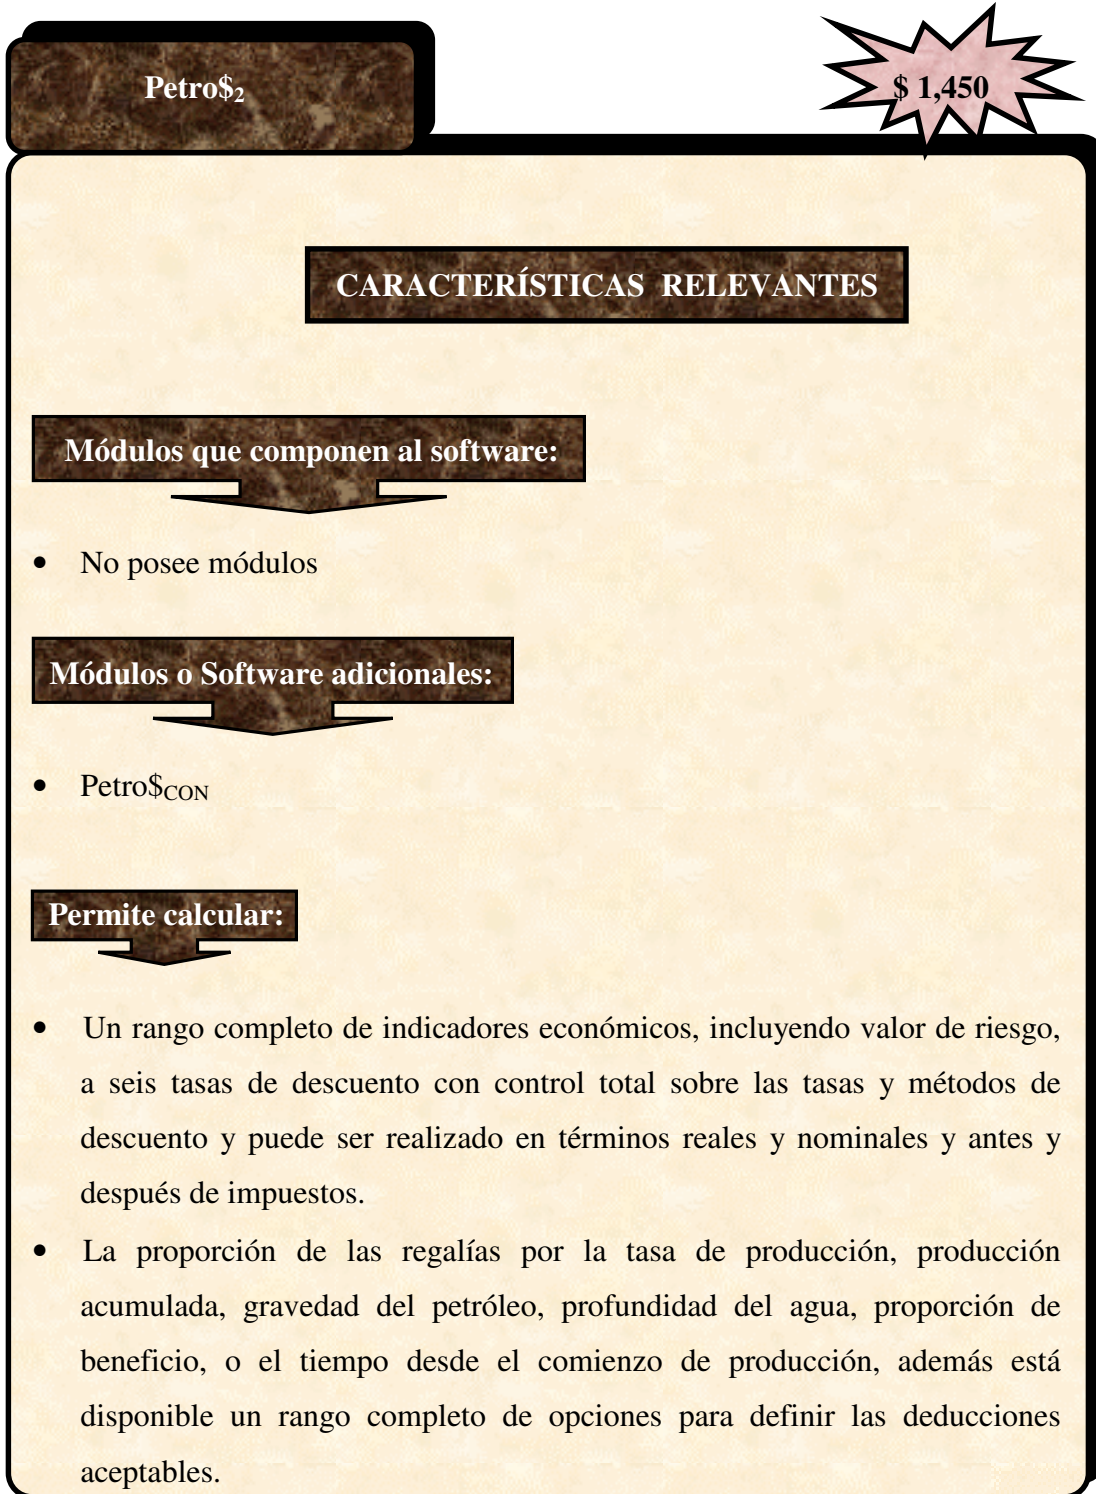 Petro$₂
$ 1,450
CARACTERÍSTICAS RELEVANTES
Módulos que componen al software:
• No posee módulos
Módulos o Software adicionales:
• Petro$CON
Permite calcular:
• Un rango completo de indicadores económicos, incluyendo valor de riesgo,
a seis tasas de descuento con control total sobre las tasas y métodos de
descuento y puede ser realizado en términos reales y nominales y antes y
después de impuestos.
• La proporción de las regalías por la tasa de producción, producción
acumulada, gravedad del petróleo, profundidad del agua, proporción de
beneficio, o el tiempo desde el comienzo de producción, además está
disponible un rango completo de opciones para definir las deducciones
aceptables.